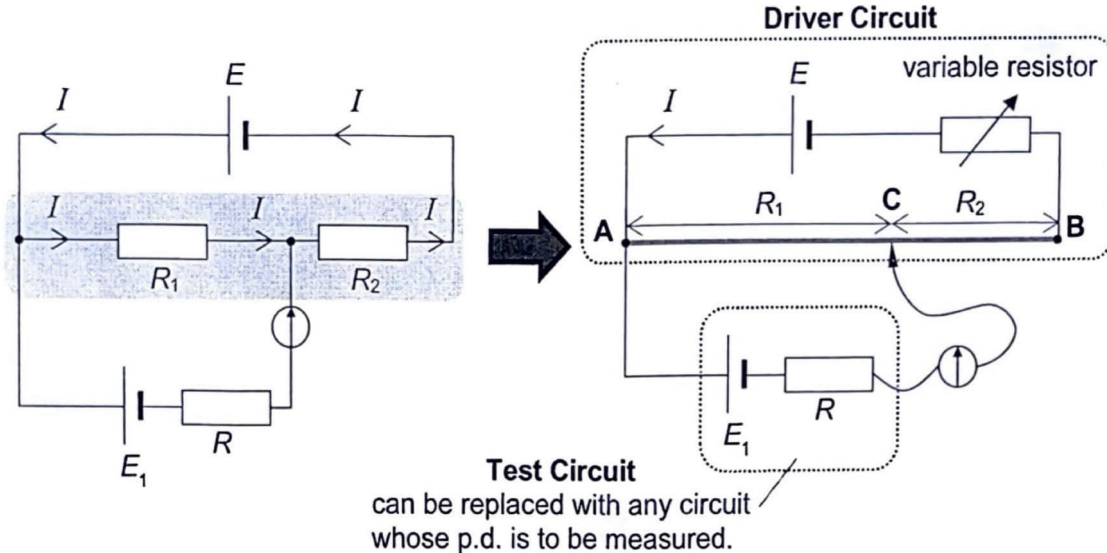 Driver Circuit
E
I
I
I
I
I
R1
R2
E1
R
E
variable resistor
I
R1
C
R2
A
B
E1
R
Test Circuit
can be replaced with any circuit
whose p.d. is to be measured.